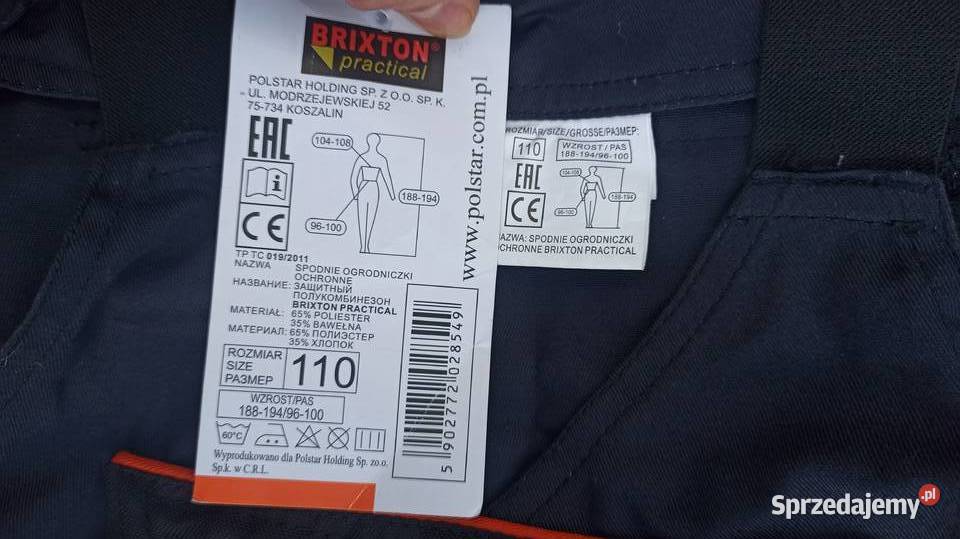 BRIXTON®
practical
POLSTAR HOLDING SP. Z O.O. SP. K.
UL. MODRZEJEWSKIEJ 52
75-734 KOSZALIN
EAC
104-108
188-194
96-100
CE
TP TC 019/2011
NAZWA SPODNIE OGRODNICZKI
OCHRONNE
НАЗВАНИЕ: ЗАЩИТНЫЙ
ПОЛУКОМБИНЕЗОН
BRIXTON PRACTICAL
MATERIAŁ: 65% POLIESTER
35% BAWEŁNA
МАТЕРИАЛ: 65% ПОЛИЭСТЕР
35% ХЛОПОК
ROZMIAR
SIZE
РАЗМЕР
110
WZROST/PAS
188-194/96-100
60°C
Wyprodukowano dla Polstar Holding Sp. zo.o.
Sp.k. w C.R.L.
www.polstar.com.pl
5 902772 028549
ROZMIAR/SIZE/GROSSE/РАЗМЕР:
110
WZROST / PAS
188-194/96-100
EAC
104-108
188-194
96-100
CE
AZWA: SPODNIE OGRODNICZKI
OCHRONNE BRIXTON PRACTICAL
Sprzedajemy.pl